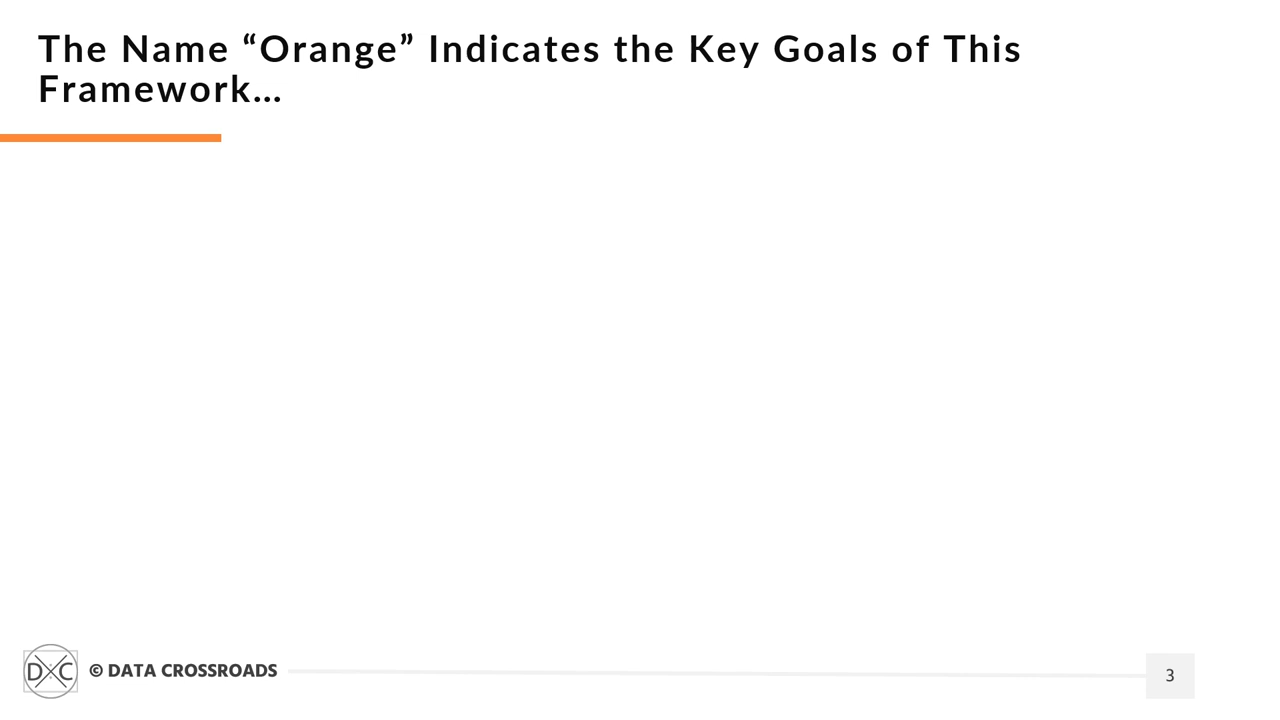 The Name “Orange” Indicates the Key Goals of This
Framework…
DXC
© DATA CROSSROADS
3